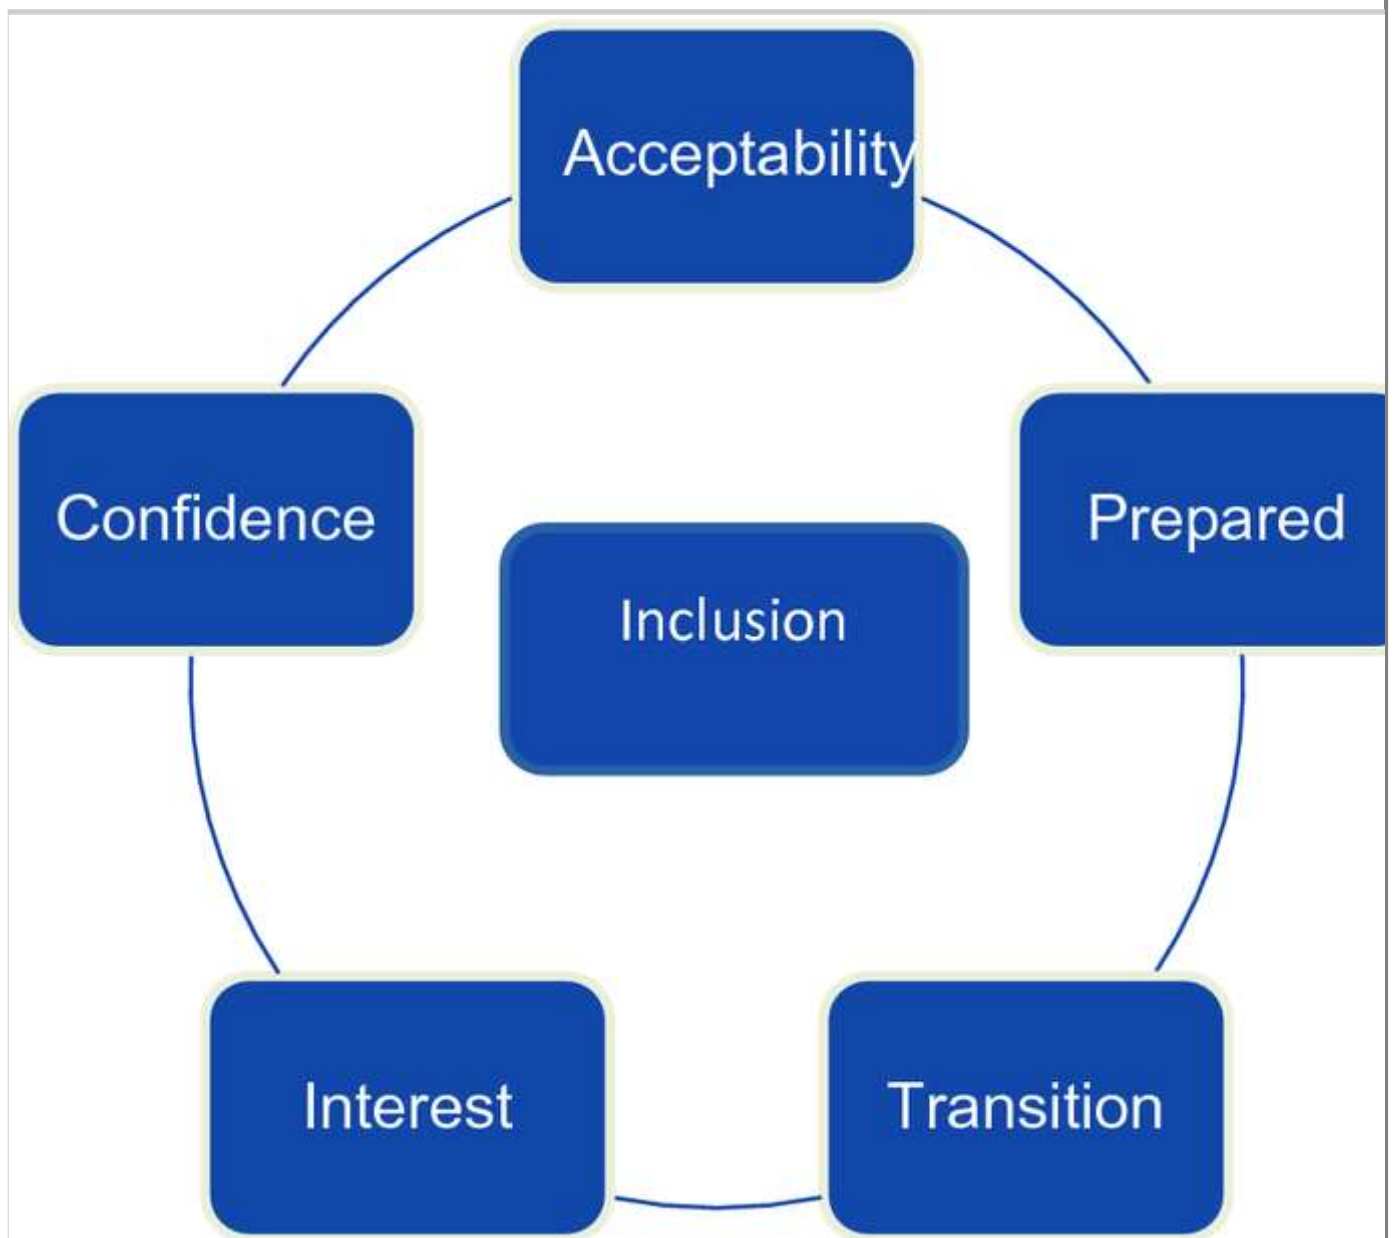 Acceptability
Confidence
Prepared
Inclusion
Interest
Transition